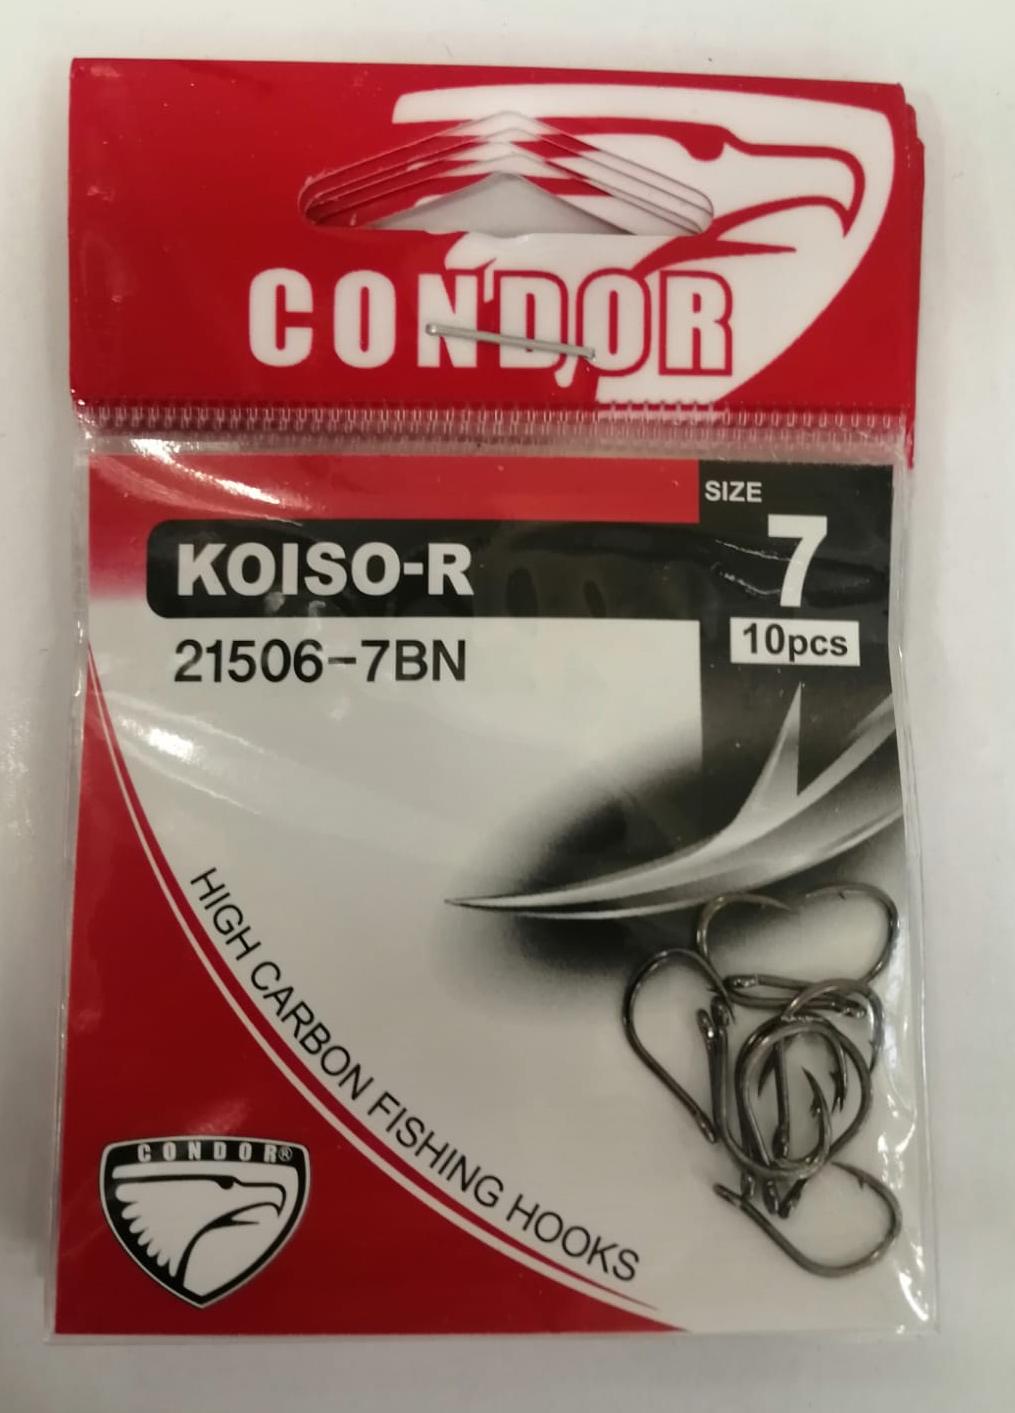 CONDOR
SIZE
7
10pcs
KOISO-R
21506-7BN
HIGH CARBON FISHING HOOKS
CONDOR®